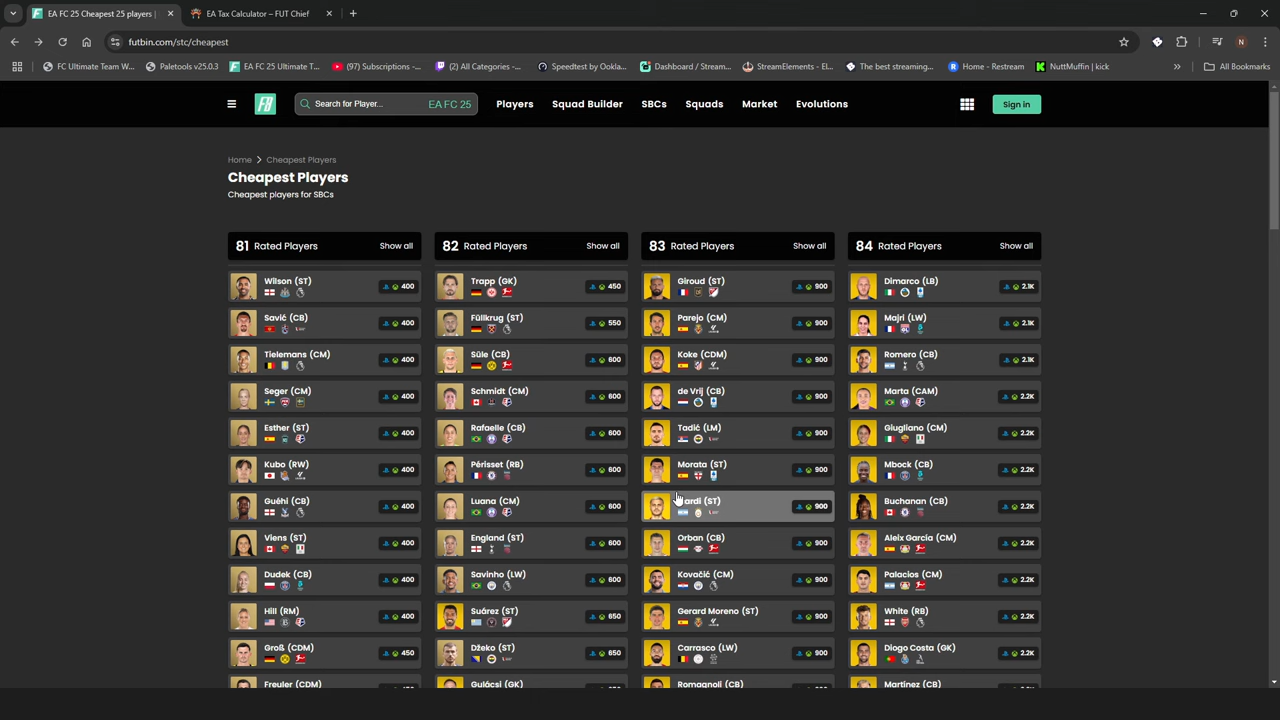 EA FC 25 Cheapest 25 players |
EA Tax Calculator – FUT Chief
futbin.com/stc/cheapest
N
FC Ultimate Team W...
Paletools v25.0.3
EA FC 25 Ultimate T...
(97) Subscriptions -...
(2) All Categories -...
Speedtest by Ookla...
Dashboard / Stream...
StreamElements - El...
The best streaming...
Home - Restream
NuttMuffin | kick
All Bookmarks
FB
Search for Player...
EA FC 25
Players
Squad Builder
SBCs
Squads
Market
Evolutions
Sign in
Home > Cheapest Players
Cheapest Players
Cheapest players for SBCs
81 Rated Players Show all
Wilson (ST) 400
Savić (CB) 400
Tielemans (CM) 400
Seger (CM) 400
Esther (ST) 400
Kubo (RW) 400
Guéhi (CB) 400
Viens (ST) 400
Dudek (CB) 400
Hill (RM) 400
Groß (CDM) 450
Freuler (CDM)
82 Rated Players Show all
Trapp (GK) 450
Füllkrug (ST) 550
Süle (CB) 600
Schmidt (CM) 600
Rafaelle (CB) 600
Périsset (RB) 600
Luana (CM) 600
England (ST) 600
Savinho (LW) 600
Suárez (ST) 650
Džeko (ST) 650
Gulácsi (GK)
83 Rated Players Show all
Giroud (ST) 900
Parejo (CM) 900
Koke (CDM) 900
de Vrij (CB) 900
Tadić (LM) 900
Morata (ST) 900
ardi (ST) 900
Orban (CB) 900
Kovačić (CM) 900
Gerard Moreno (ST) 900
Carrasco (LW) 900
Romagnoli (CB)
84 Rated Players Show all
Dimarco (LB) 2.1K
Majri (LW) 2.1K
Romero (CB) 2.1K
Marta (CAM) 2.2K
Giugliano (CM) 2.2K
Mbock (CB) 2.2K
Buchanan (CB) 2.2K
Aleix Garcia (CM) 2.2K
Palacios (CM) 2.2K
White (RB) 2.2K
Diogo Costa (GK) 2.2K
Martínez (CB)